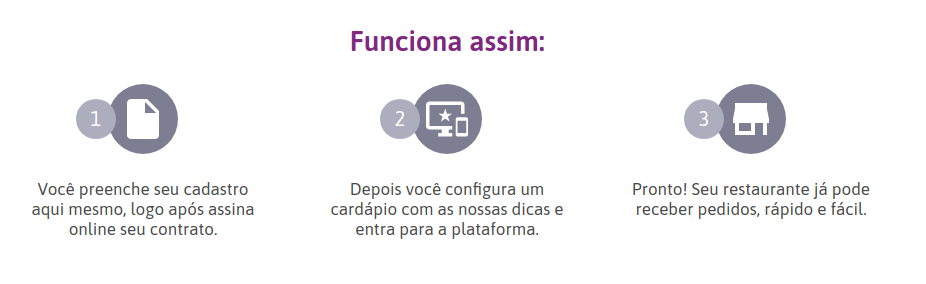 Funciona assim:
1
Você preenche seu cadastro
aqui mesmo, logo após assina
online seu contrato.
2
Depois você configura um
cardápio com as nossas dicas e
entra para a plataforma.
3
Pronto! Seu restaurante já pode
receber pedidos, rápido e fácil.